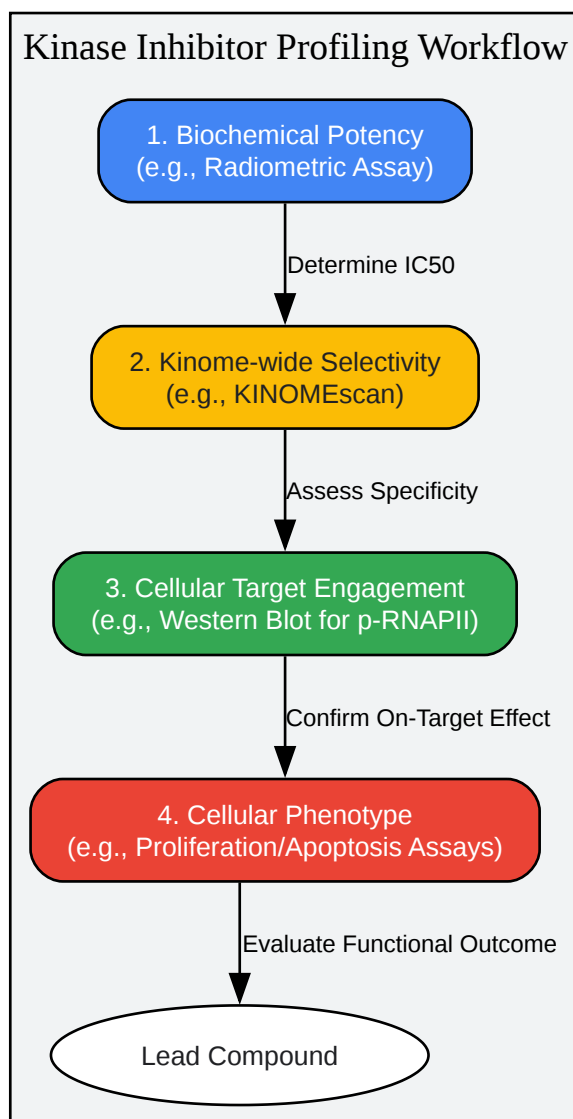 Kinase Inhibitor Profiling Workflow
1. Biochemical Potency
(e.g., Radiometric Assay)
Determine IC50
2. Kinome-wide Selectivity
(e.g., KINOMEscan)
Assess Specificity
3. Cellular Target Engagement
(e.g., Western Blot for p-RNAPII)
Confirm On-Target Effect
4. Cellular Phenotype
(e.g., Proliferation/Apoptosis Assays)
Evaluate Functional Outcome
Lead Compound